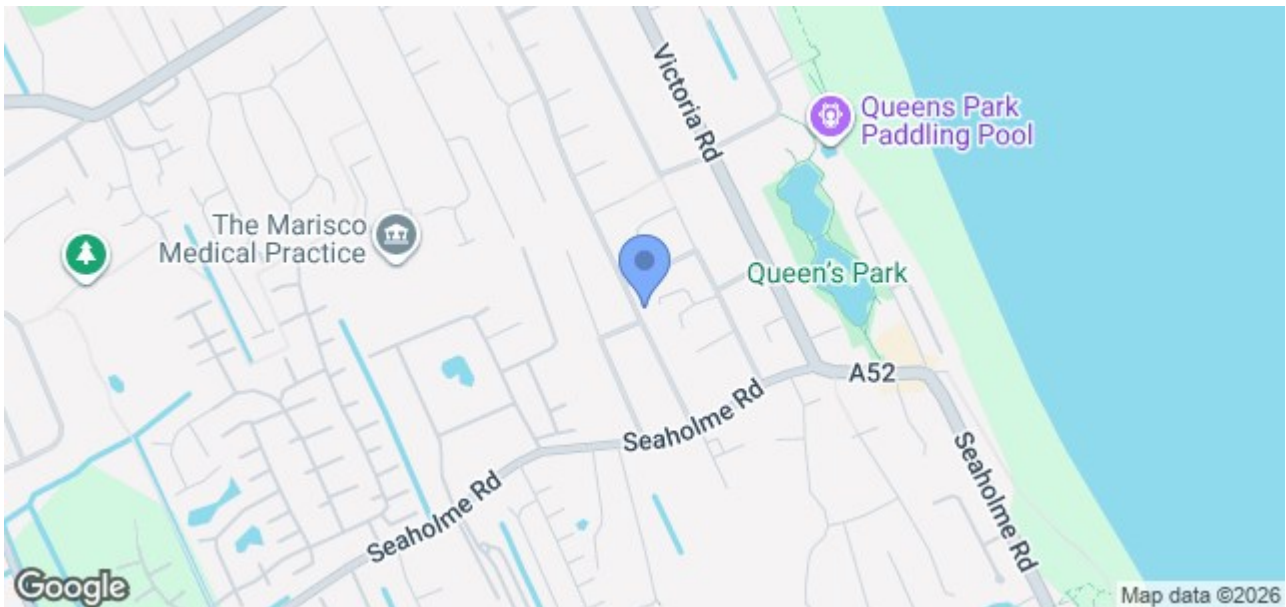 Victoria Rd
Queens Park
Paddling Pool
The Marisco
Medical Practice
Queen's Park
A52
Seaholme Rd
Seaholme Rd
Seaholme Rd
Google
Map data ©2026